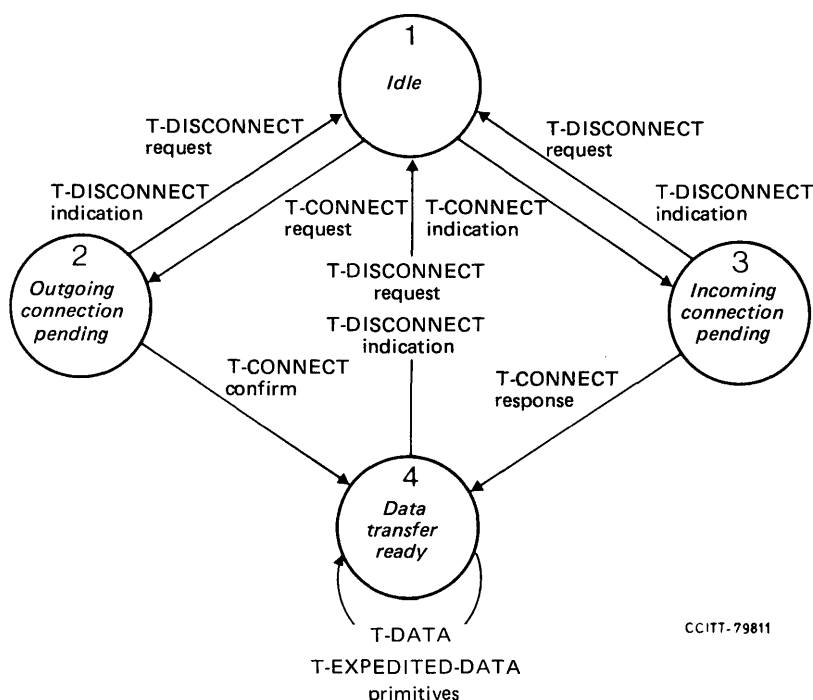 1
Idle
T-DISCONNECT
request
T-DISCONNECT
request
T-DISCONNECT
indication
T-CONNECT
request
T-CONNECT
indication
T-DISCONNECT
indication
2
Outgoing
connection
pending
T-DISCONNECT
request
T-DISCONNECT
indication
3
Incoming
connection
pending
T-CONNECT
confirm
T-CONNECT
response
4
Data
transfer
ready
T-DATA
T-EXPEDITED-DATA
primitives
CCITT-79811